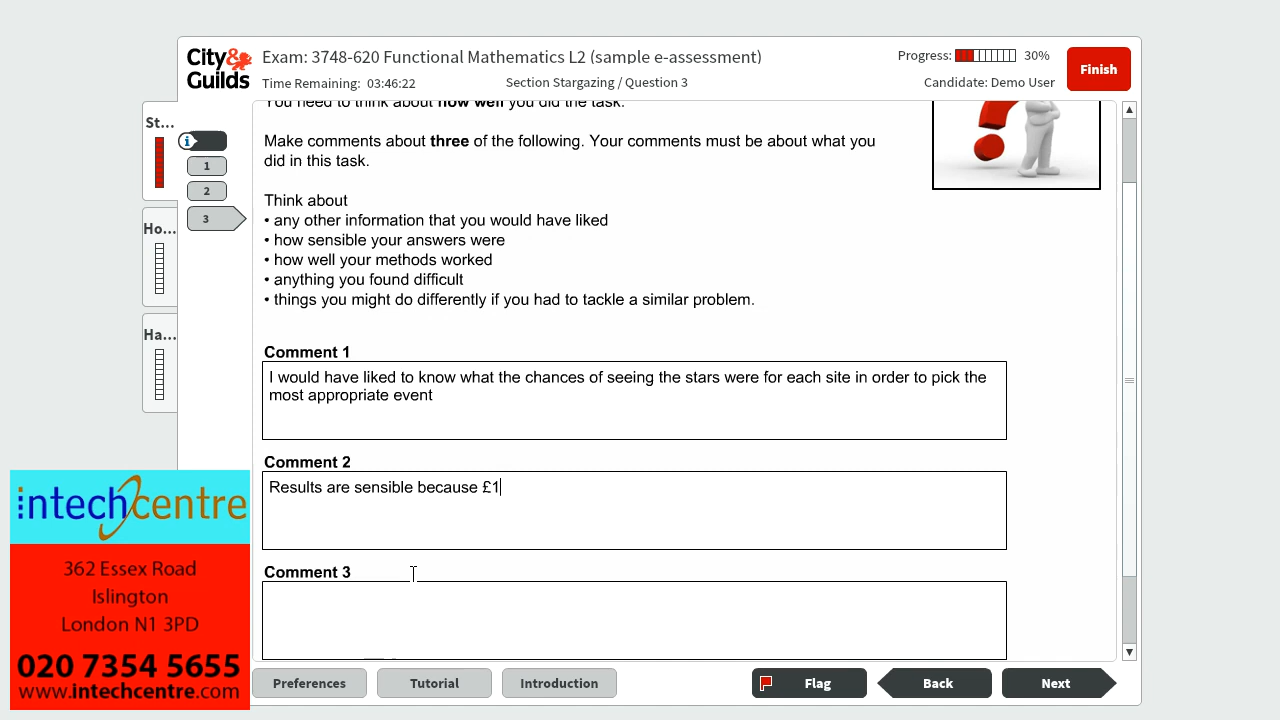 City&
Guilds
Exam: 3748-620 Functional Mathematics L2 (sample e-assessment)
Time Remaining: 03:46:22
Section Stargazing / Question 3
Progress:
30%
Candidate: Demo User
Finish
St...
Ho...
Ha...
i
1
2
3
You need to think about how well you did the task.
Make comments about three of the following. Your comments must be about what you
did in this task.
Think about
• any other information that you would have liked
• how sensible your answers were
• how well your methods worked
• anything you found difficult
• things you might do differently if you had to tackle a similar problem.
Comment 1
I would have liked to know what the chances of seeing the stars were for each site in order to pick the
most appropriate event
Comment 2
Results are sensible because £1
Comment 3
intechcentre
362 Essex Road
Islington
London N1 3PD
020 7354 5655
www.intechcentre.com
Preferences
Tutorial
Introduction
Flag
Back
Next